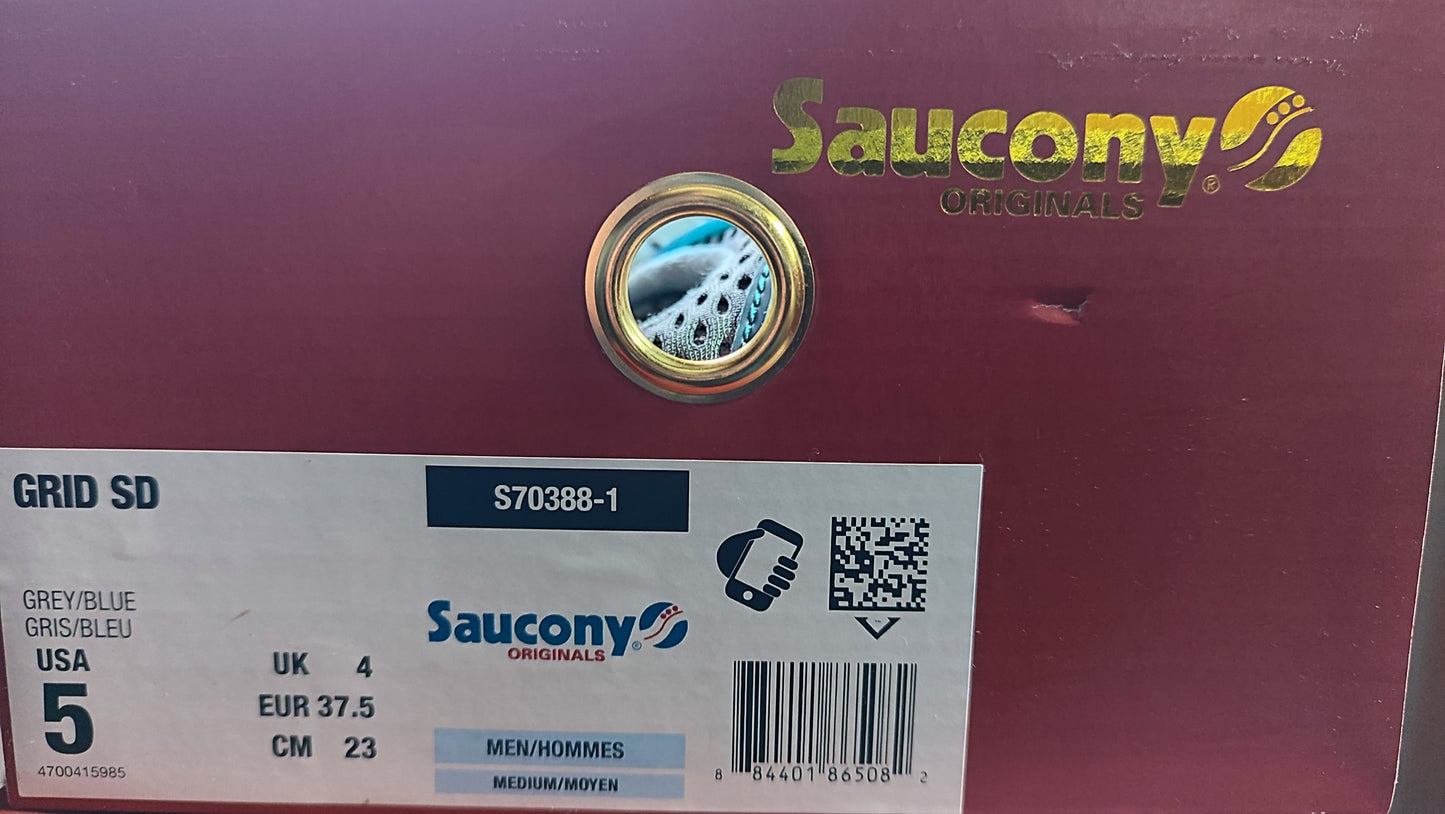 Saucony®
ORIGINALS
GRID SD
S70388-1
GREY/BLUE
GRIS/BLEU
USA
5
4700415985
UK 4
EUR 37.5
CM 23
Saucony®
ORIGINALS
MEN/HOMMES
MEDIUM/MOYEN
8 84401 86508 2